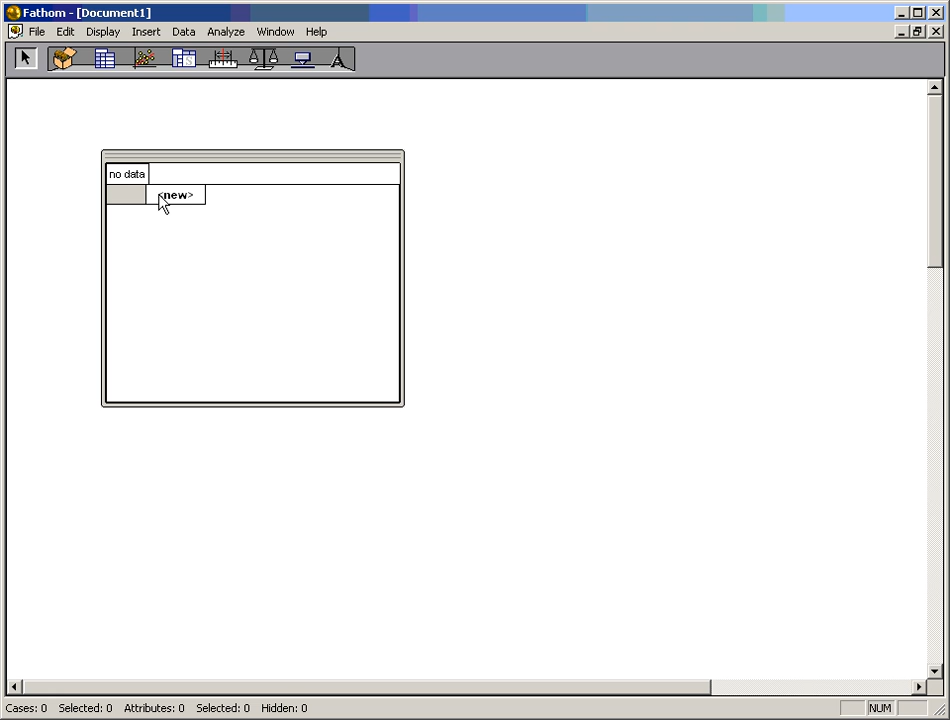 Fathom - [Document1]
File Edit Display Insert Data Analyze Window Help
no data
<new>
Cases: 0 Selected: 0 Attributes: 0 Selected: 0 Hidden: 0 NUM